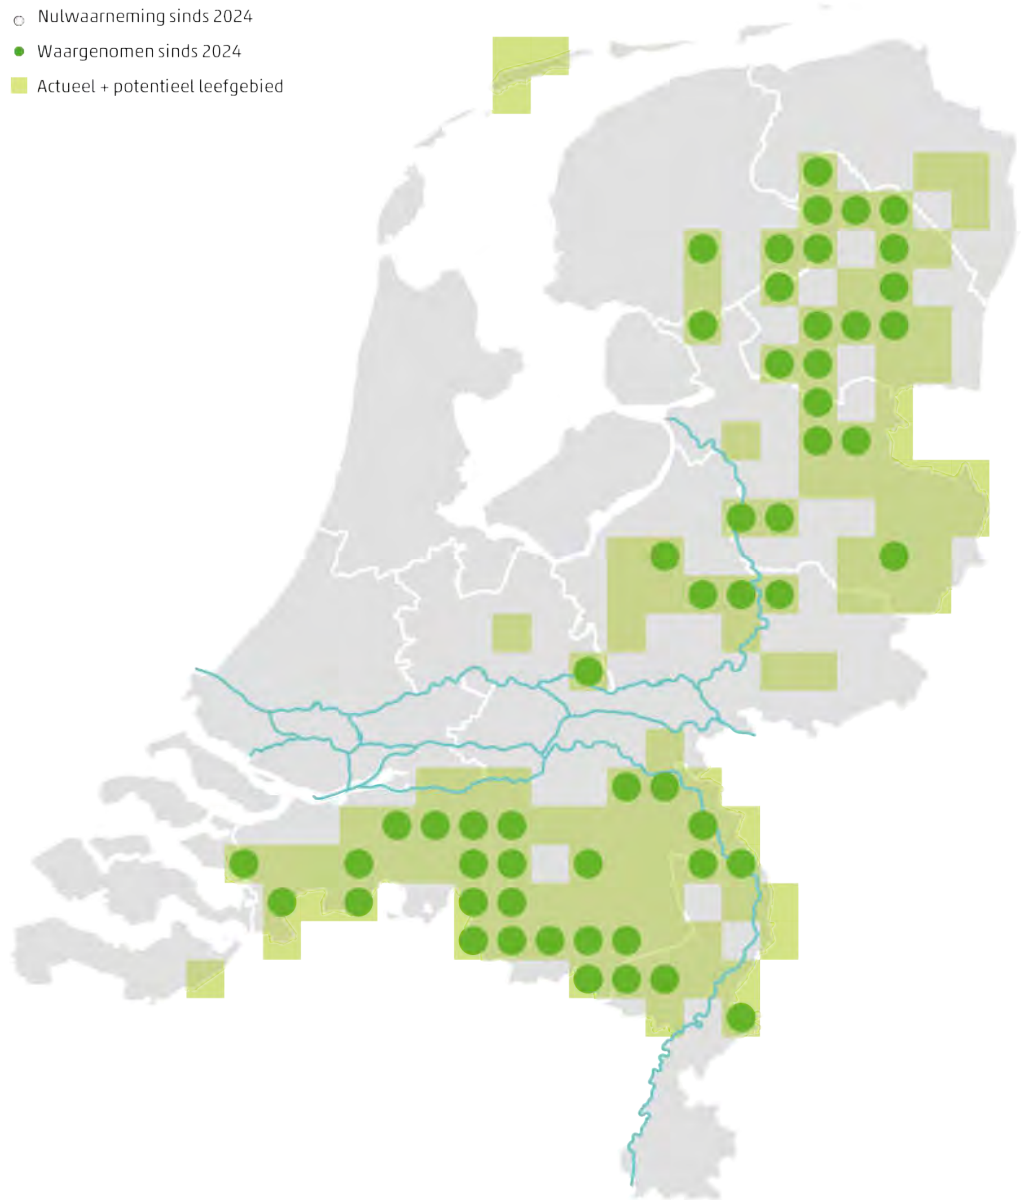 Nulwaarneming sinds 2024
Waargenomen sinds 2024
Actueel + potentieel leefgebied